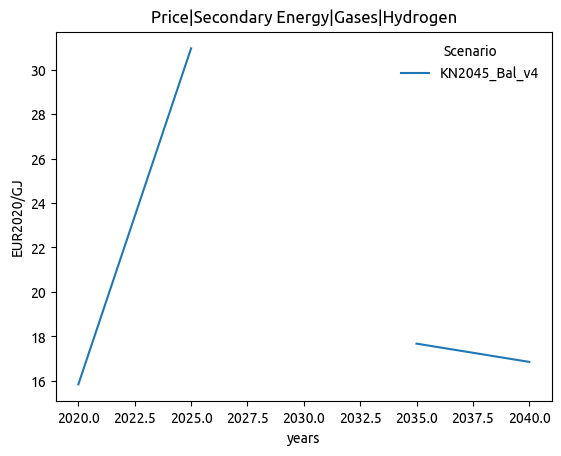 Price|Secondary Energy|Gases|Hydrogen
Scenario
KN2045_Bal_v4
EUR2020/GJ
30
28
26
24
22
20
18
16
2020.0 2022.5 2025.0 2027.5 2030.0 2032.5 2035.0 2037.5 2040.0
years